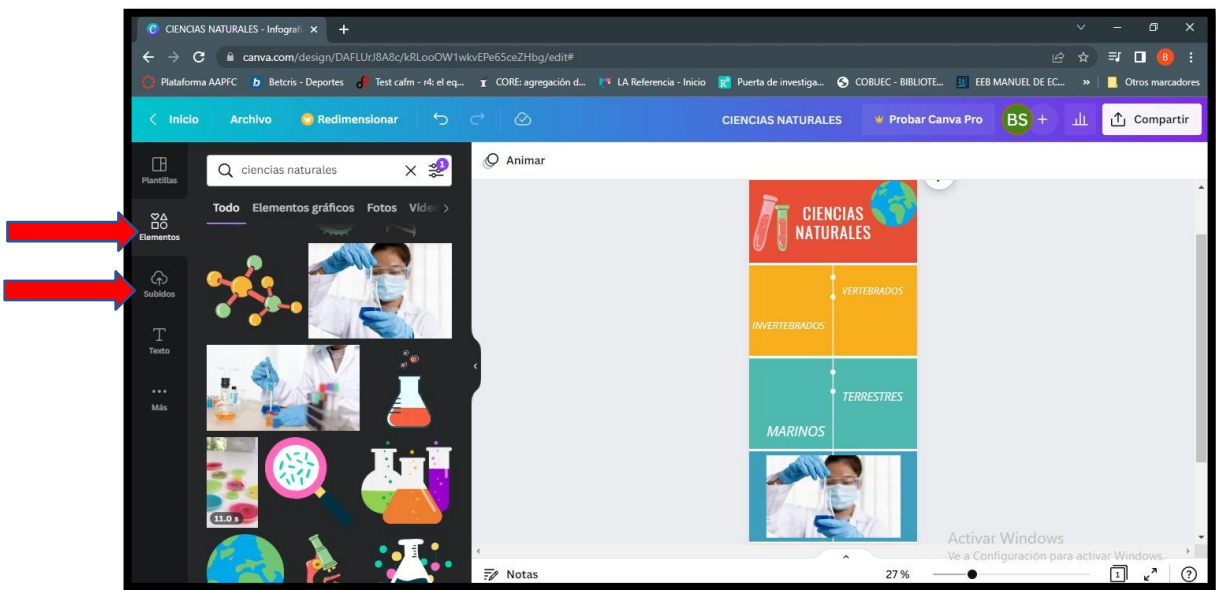 CIENCIAS NATURALES - Infografí
canva.com/design/DAFLUrJ8A8c/kRLooOW1wkvEPe65ceZHbg/edit#
Plataforma AAPFC Betcris - Deportes Test cafm - r4: el eq... CORE: agregación d... LA Referencia - Inicio Puerta de investiga... COBUEC - BIBLIOTE... EEB MANUEL DE EC... » Otros marcadores
Inicio Archivo Redimensionar CIENCIAS NATURALES Probar Canva Pro BS + Compartir
Plantillas
Elementos
Subidos
Texto
Más
ciencias naturales
1
Todo Elementos gráficos Fotos Víde
11.0 s
Animar
CIENCIAS
NATURALES
VERTEBRADOS
INVERTEBRADOS
TERRESTRES
MARINOS
Activar Windows
Ve a Configuración para activar Windows.
Notas 27 % 1 ?